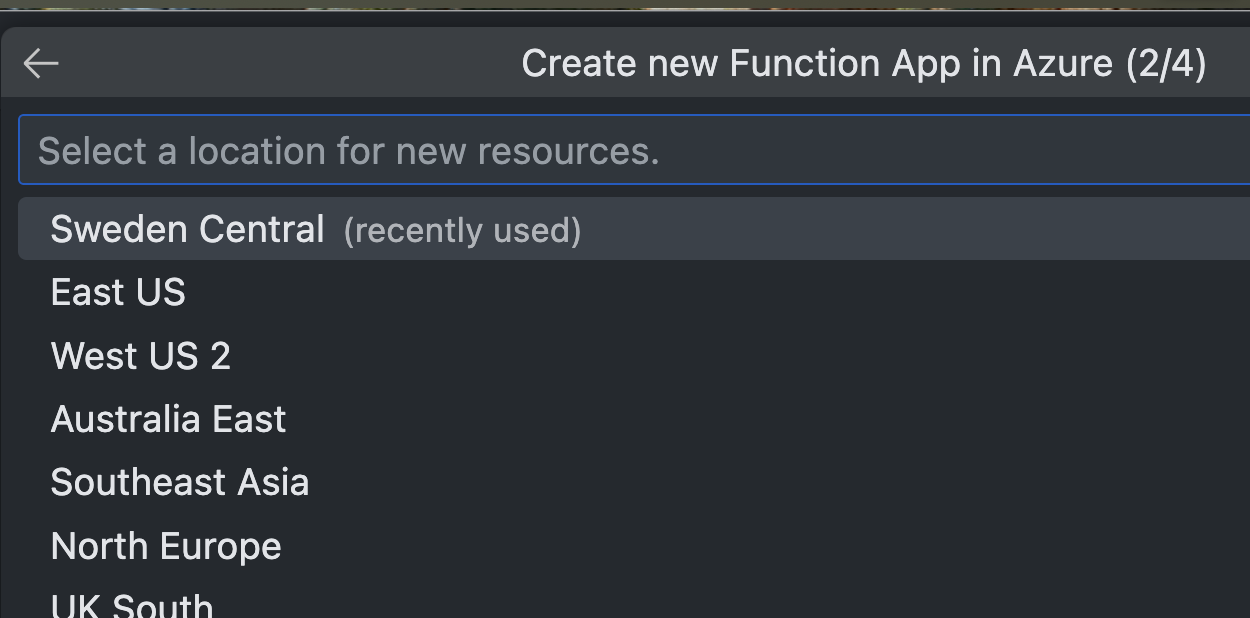 Create new Function App in Azure (2/4)
Select a location for new resources.
Sweden Central (recently used)
East US
West US 2
Australia East
Southeast Asia
North Europe
UK South